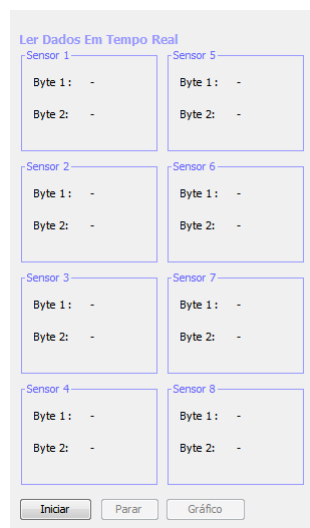 Ler Dados Em Tempo Real
Sensor 1
Byte 1: -
Byte 2: -
Sensor 5
Byte 1: -
Byte 2: -
Sensor 2
Byte 1: -
Byte 2: -
Sensor 6
Byte 1: -
Byte 2: -
Sensor 3
Byte 1: -
Byte 2: -
Sensor 7
Byte 1: -
Byte 2: -
Sensor 4
Byte 1: -
Byte 2: -
Sensor 8
Byte 1: -
Byte 2: -
Iniciar Parar Gráfico